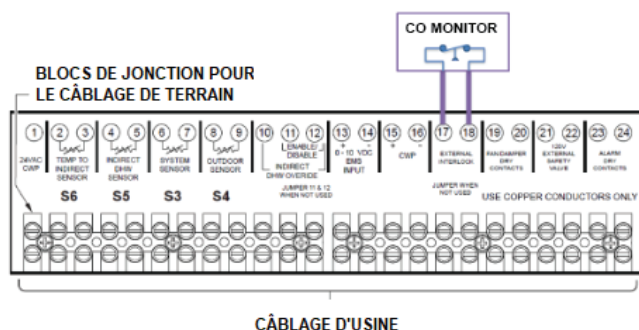 CO MONITOR
BLOCS DE JONCTION POUR
LE CÂBLAGE DE TERRAIN
1 2 3 4 5 6 7 8 9 10 11 12 13 14 15 16 17 18 19 20 21 22 23 24
24VAC
CWP
TEMP TO
INDIRECT
SENSOR
S6
INDIRECT
DHW
SENSOR
S5
SYSTEM
SENSOR
S3
OUTDOOR
SENSOR
S4
ENABLE/
DISABLE
INDIRECT
DHW OVERIDE
JUMPER 11 & 12
WHEN NOT USED
+ -
0 - 10 VDC
EMS
INPUT
+ -
CWP
EXTERNAL
INTERLOCK
JUMPER WHEN
NOT USED
FAN/DAMPER
DRY
CONTACTS
120V
EXTERNAL
SAFETY
VALVE
ALARM
DRY
CONTACTS
USE COPPER CONDUCTORS ONLY
CÂBLAGE D'USINE